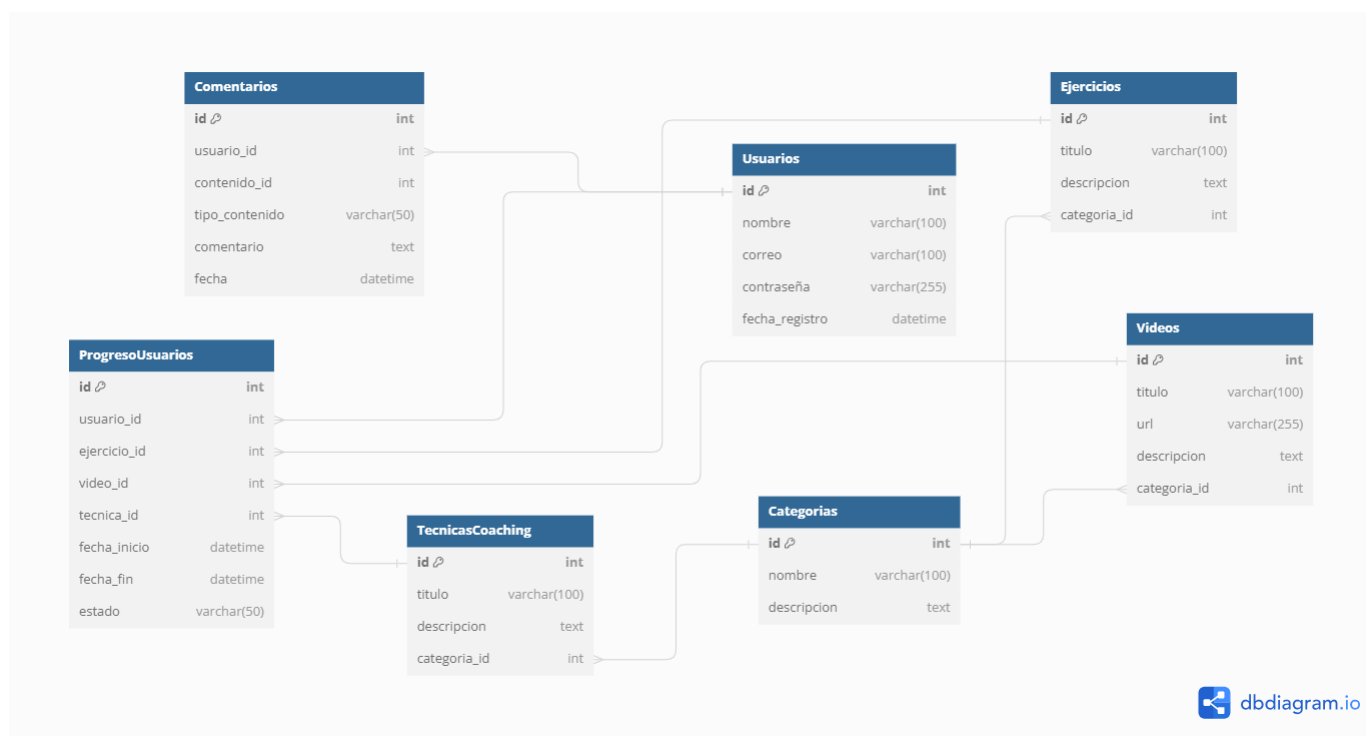 Comentarios
id int
usuario_id int
contenido_id int
tipo_contenido varchar(50)
comentario text
fecha datetime
Usuarios
id int
nombre varchar(100)
correo varchar(100)
contraseña varchar(255)
fecha_registro datetime
Ejercicios
id int
titulo varchar(100)
descripcion text
categoria_id int
ProgresoUsuarios
id int
usuario_id int
ejercicio_id int
video_id int
tecnica_id int
fecha_inicio datetime
fecha_fin datetime
estado varchar(50)
TecnicasCoaching
id int
titulo varchar(100)
descripcion text
categoria_id int
Categorias
id int
nombre varchar(100)
descripcion text
Videos
id int
titulo varchar(100)
url varchar(255)
descripcion text
categoria_id int
dbdiagram.io